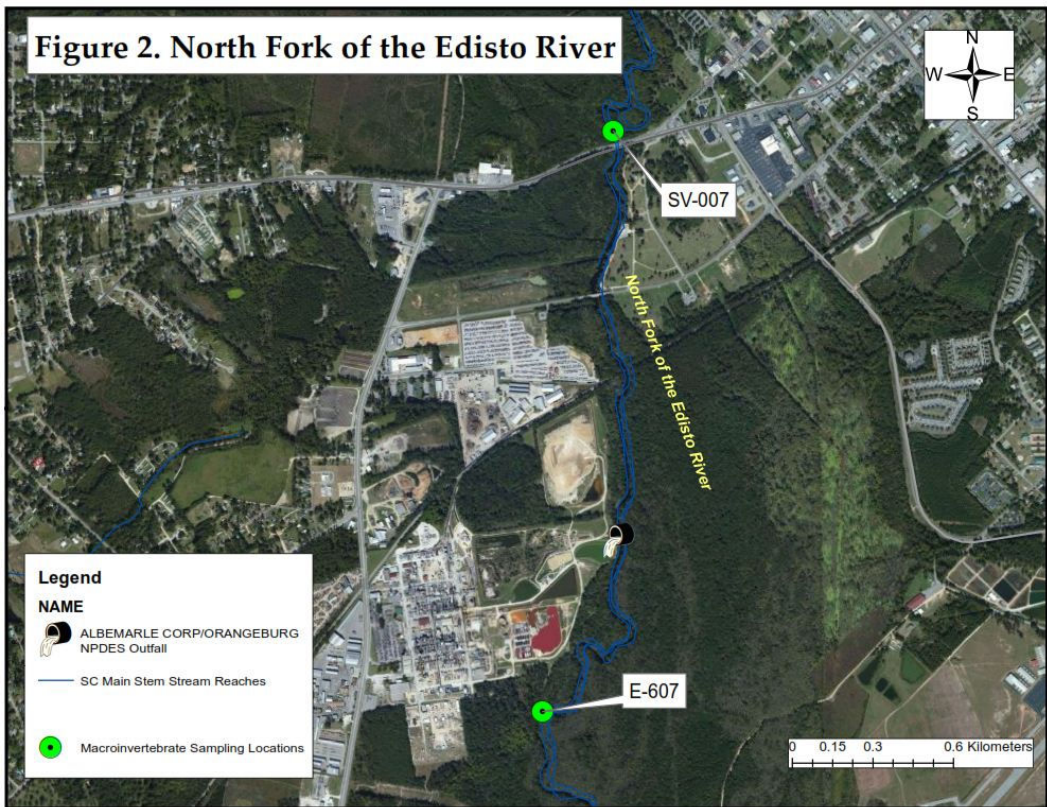 Figure 2. North Fork of the Edisto River
N
W E
S
SV-007
North Fork of the Edisto River
E-607
Legend
NAME
ALBEMARLE CORP/ORANGEBURG
NPDES Outfall
SC Main Stem Stream Reaches
Macroinvertebrate Sampling Locations
0 0.15 0.3 0.6 Kilometers